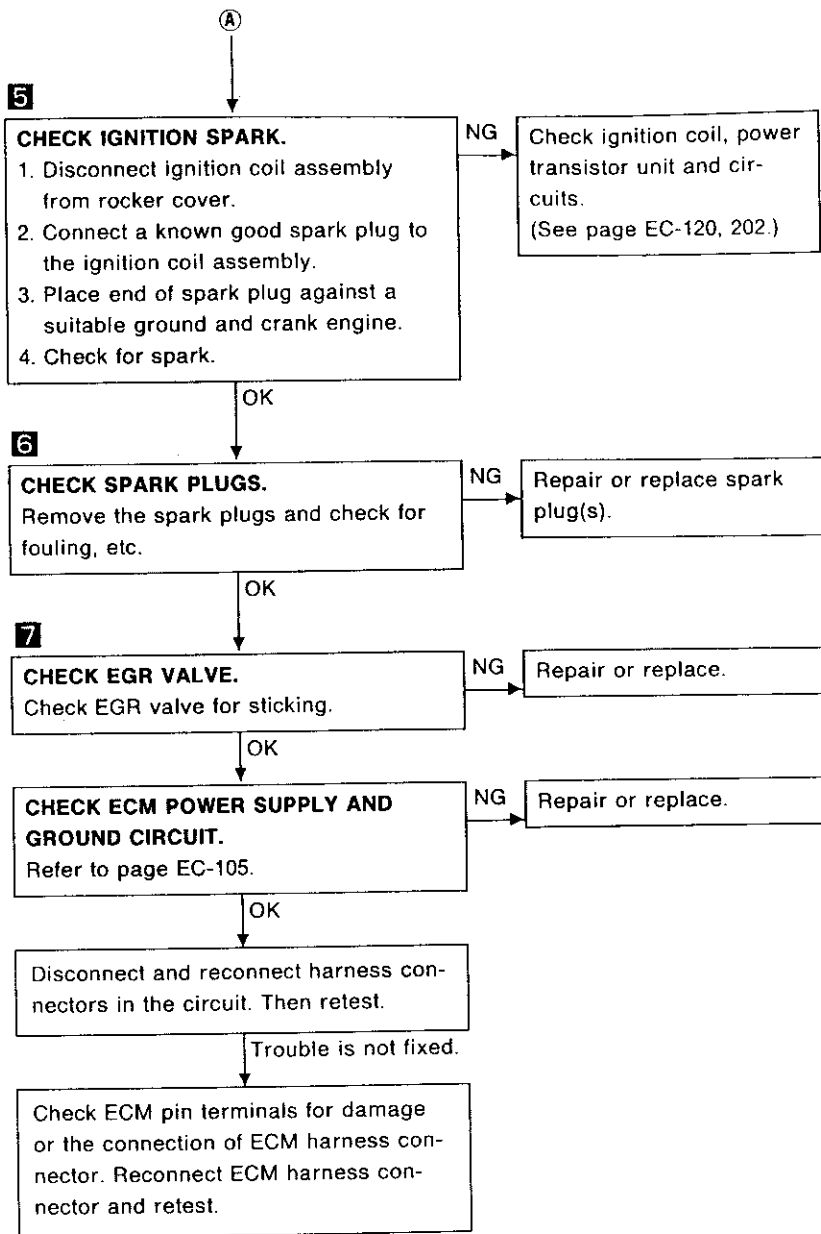 A
5
CHECK IGNITION SPARK.
1. Disconnect ignition coil assembly
from rocker cover.
2. Connect a known good spark plug to
the ignition coil assembly.
3. Place end of spark plug against a
suitable ground and crank engine.
4. Check for spark.
NG
Check ignition coil, power
transistor unit and cir-
cuits.
(See page EC-120, 202.)
OK
6
CHECK SPARK PLUGS.
Remove the spark plugs and check for
fouling, etc.
NG
Repair or replace spark
plug(s).
OK
7
CHECK EGR VALVE.
Check EGR valve for sticking.
NG
Repair or replace.
OK
CHECK ECM POWER SUPPLY AND
GROUND CIRCUIT.
Refer to page EC-105.
NG
Repair or replace.
OK
Disconnect and reconnect harness con-
nectors in the circuit. Then retest.
Trouble is not fixed.
Check ECM pin terminals for damage
or the connection of ECM harness con-
nector. Reconnect ECM harness con-
nector and retest.